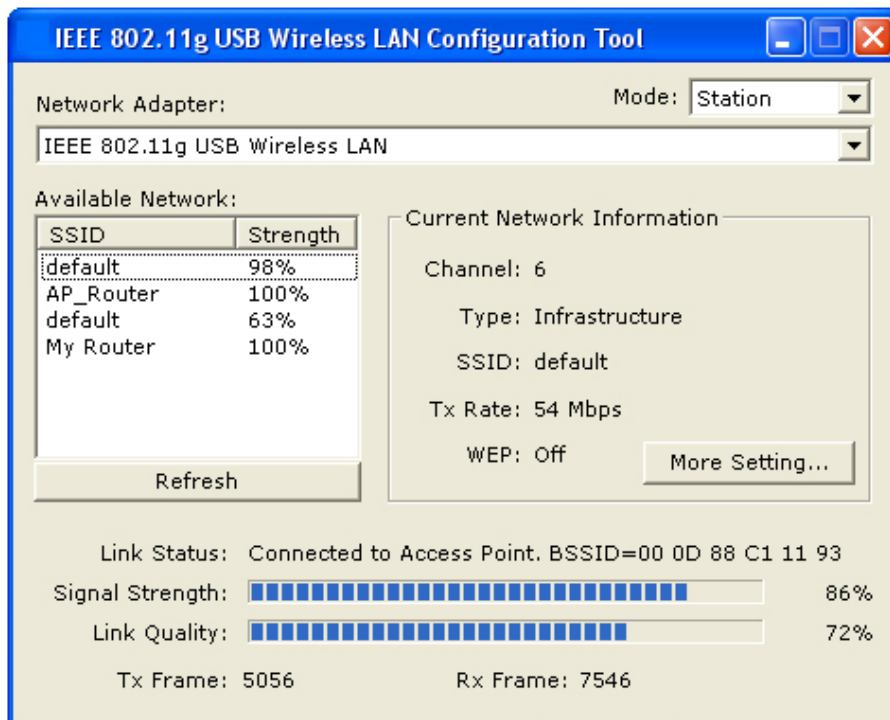 IEEE 802.11g USB Wireless LAN Configuration Tool
Mode: Station
Network Adapter:
IEEE 802.11g USB Wireless LAN
Available Network:
SSID Strength
default 98%
AP_Router 100%
default 63%
My Router 100%
Refresh
Current Network Information
Channel: 6
Type: Infrastructure
SSID: default
Tx Rate: 54 Mbps
WEP: Off
More Setting...
Link Status: Connected to Access Point. BSSID=00 0D 88 C1 11 93
Signal Strength: 86%
Link Quality: 72%
Tx Frame: 5056 Rx Frame: 7546